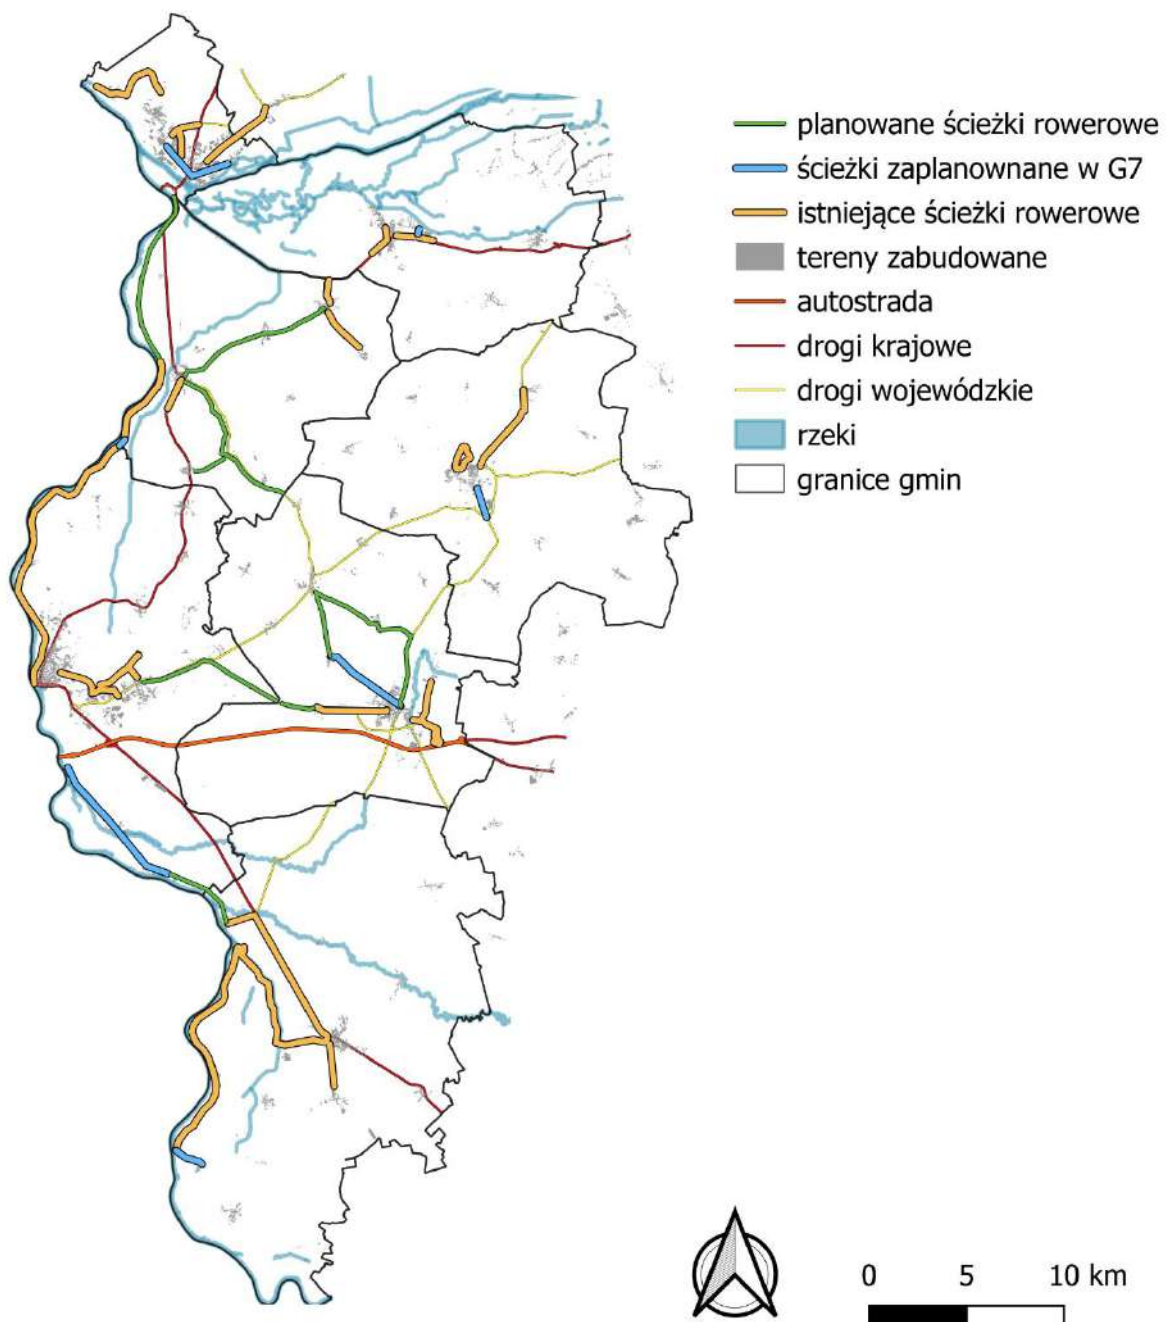 planowane ścieżki rowerowe
ścieżki zaplanownane w G7
istniejące ścieżki rowerowe
tereny zabudowane
autostrada
drogi krajowe
drogi wojewódzkie
rzeki
granice gmin
0 5 10 km